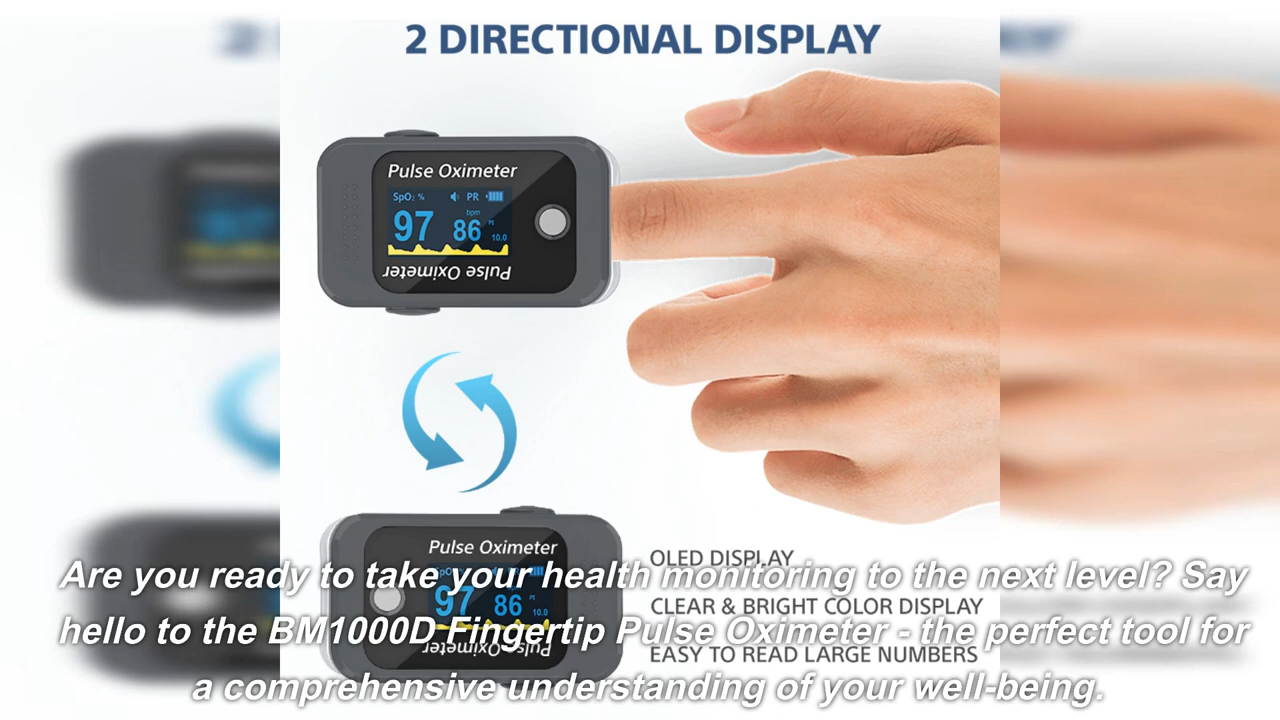 2 DIRECTIONAL DISPLAY
Pulse Oximeter
SpO₂ % PR
bpm
97 86 10.0
Pulse Oximeter
Pulse Oximeter
97 86 10.0
Pulse Oximeter
OLED DISPLAY
CLEAR & BRIGHT COLOR DISPLAY
EASY TO READ LARGE NUMBERS
Are you ready to take your health monitoring to the next level? Say
hello to the BM1000D Fingertip Pulse Oximeter - the perfect tool for
a comprehensive understanding of your well-being.